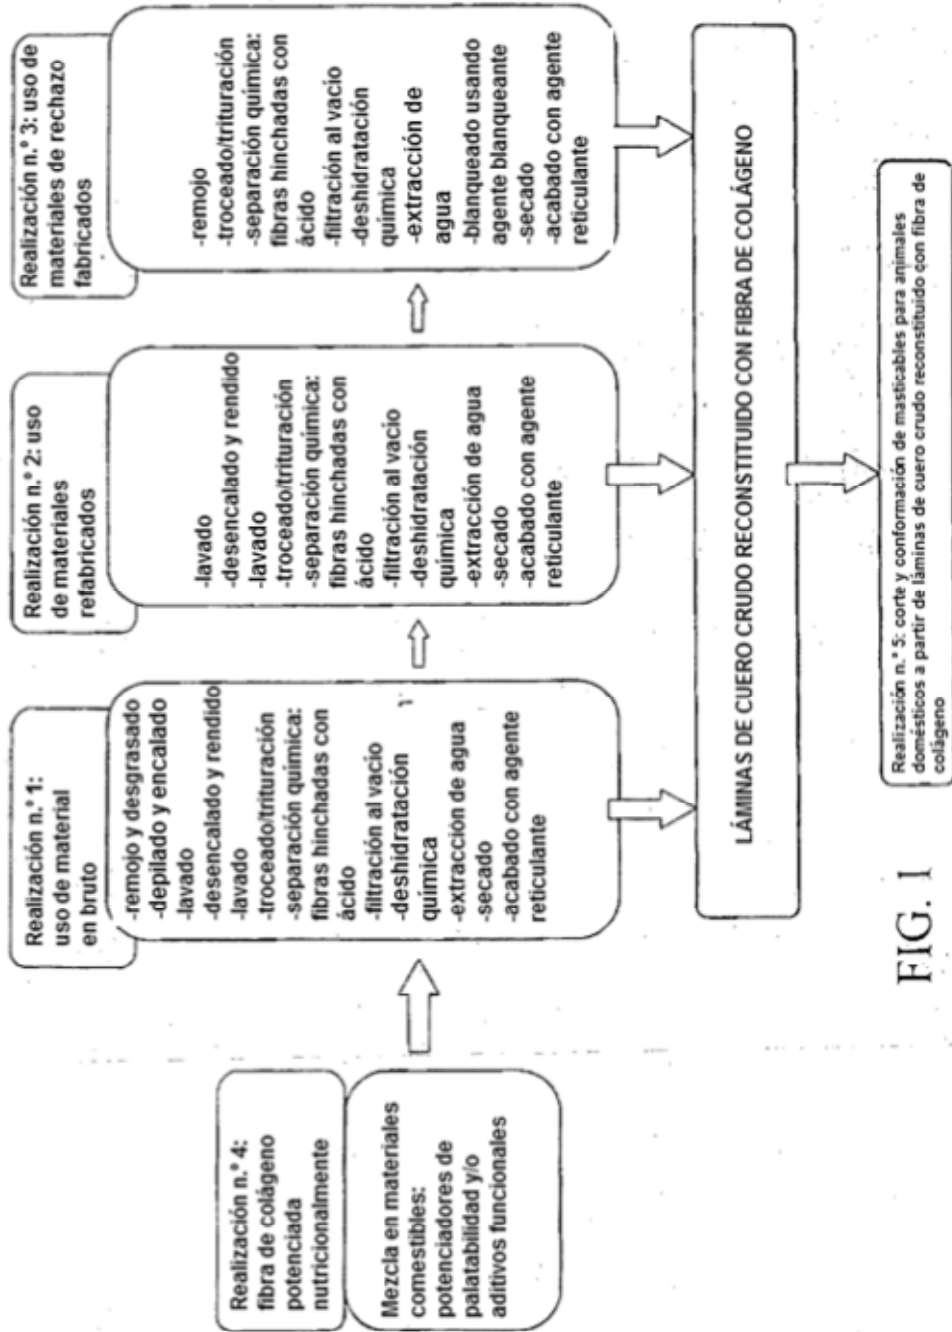 Realización n.º 4:
fibra de colágeno
potenciada
nutricionalmente
Mezcla en materiales
comestibles:
potenciadores de
palatabilidad y/o
aditivos funcionales
Realización n.º 1:
uso de material
en bruto
-remojo y desgrasado
-depilado y encalado
-lavado
-desencalado y rendido
-lavado
-troceado/trituración
-separación química:
fibras hinchadas con
ácido
-filtración al vacio
-deshidratación
química
-extracción de agua
-secado
-acabado con agente
reticulante
Realización n.º 2: uso
de materiales
refabricados
-lavado
-desencalado y rendido
-lavado
-troceado/trituración
-separación química:
fibras hinchadas con
ácido
-filtración al vacio
-deshidratación
química
-extracción de agua
-secado
-acabado con agente
reticulante
Realización n.º 3: uso de
materiales de rechazo
fabricados
-remojo
-troceado/trituración
-separación química:
fibras hinchadas con
ácido
-filtración al vacio
-deshidratación
química
-extracción de
agua
-blanqueado usando
agente blanqueante
-secado
-acabado con agente
reticulante
LÁMINAS DE CUERO CRUDO RECONSTITUIDO CON FIBRA DE COLÁGENO
Realización n.º 5: corte y conformación de masticables para animales
domésticos a partir de láminas de cuero crudo reconstituido con fibra de
colágeno
FIG. 1